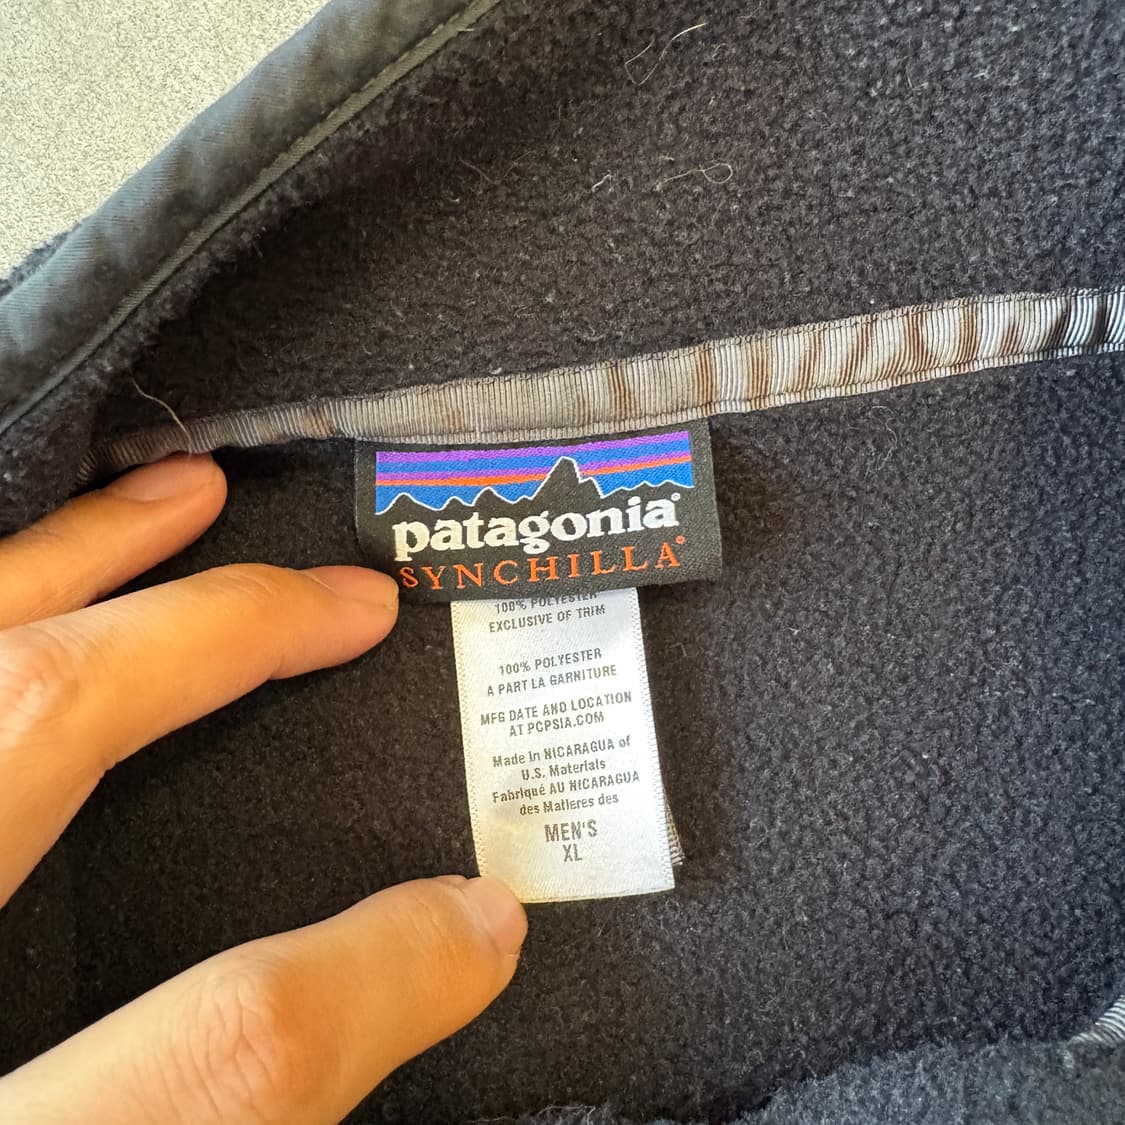 patagonia®
SYNCHILLA®
100% POLYESTER
EXCLUSIVE OF TRIM
100% POLYESTER
A PART LA GARNITURE
MFG DATE AND LOCATION
AT PCPSIA.COM
Made in NICARAGUA of
U.S. Materials
Fabriqué AU NICARAGUA
des Matieres des
MEN'S
XL